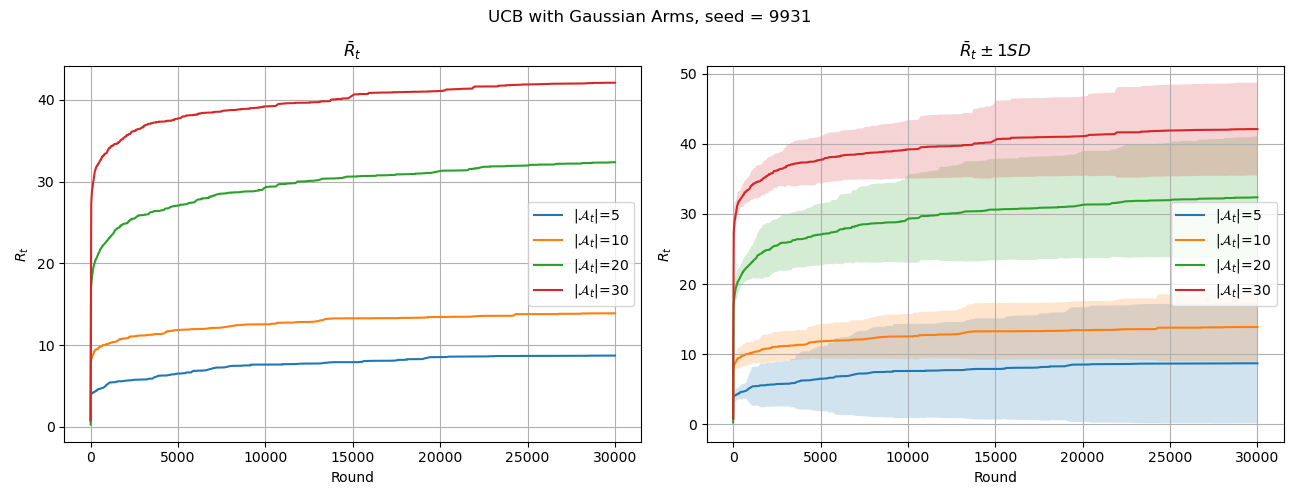 UCB with Gaussian Arms, seed = 9931
R̄ₜ
40
30
20
10
0
Rₜ
0 5000 10000 15000 20000 25000 30000
Round
|𝒜ₜ|=5
|𝒜ₜ|=10
|𝒜ₜ|=20
|𝒜ₜ|=30
R̄ₜ ± 1SD
50
40
30
20
10
0
Rₜ
0 5000 10000 15000 20000 25000 30000
Round
|𝒜ₜ|=5
|𝒜ₜ|=10
|𝒜ₜ|=20
|𝒜ₜ|=30